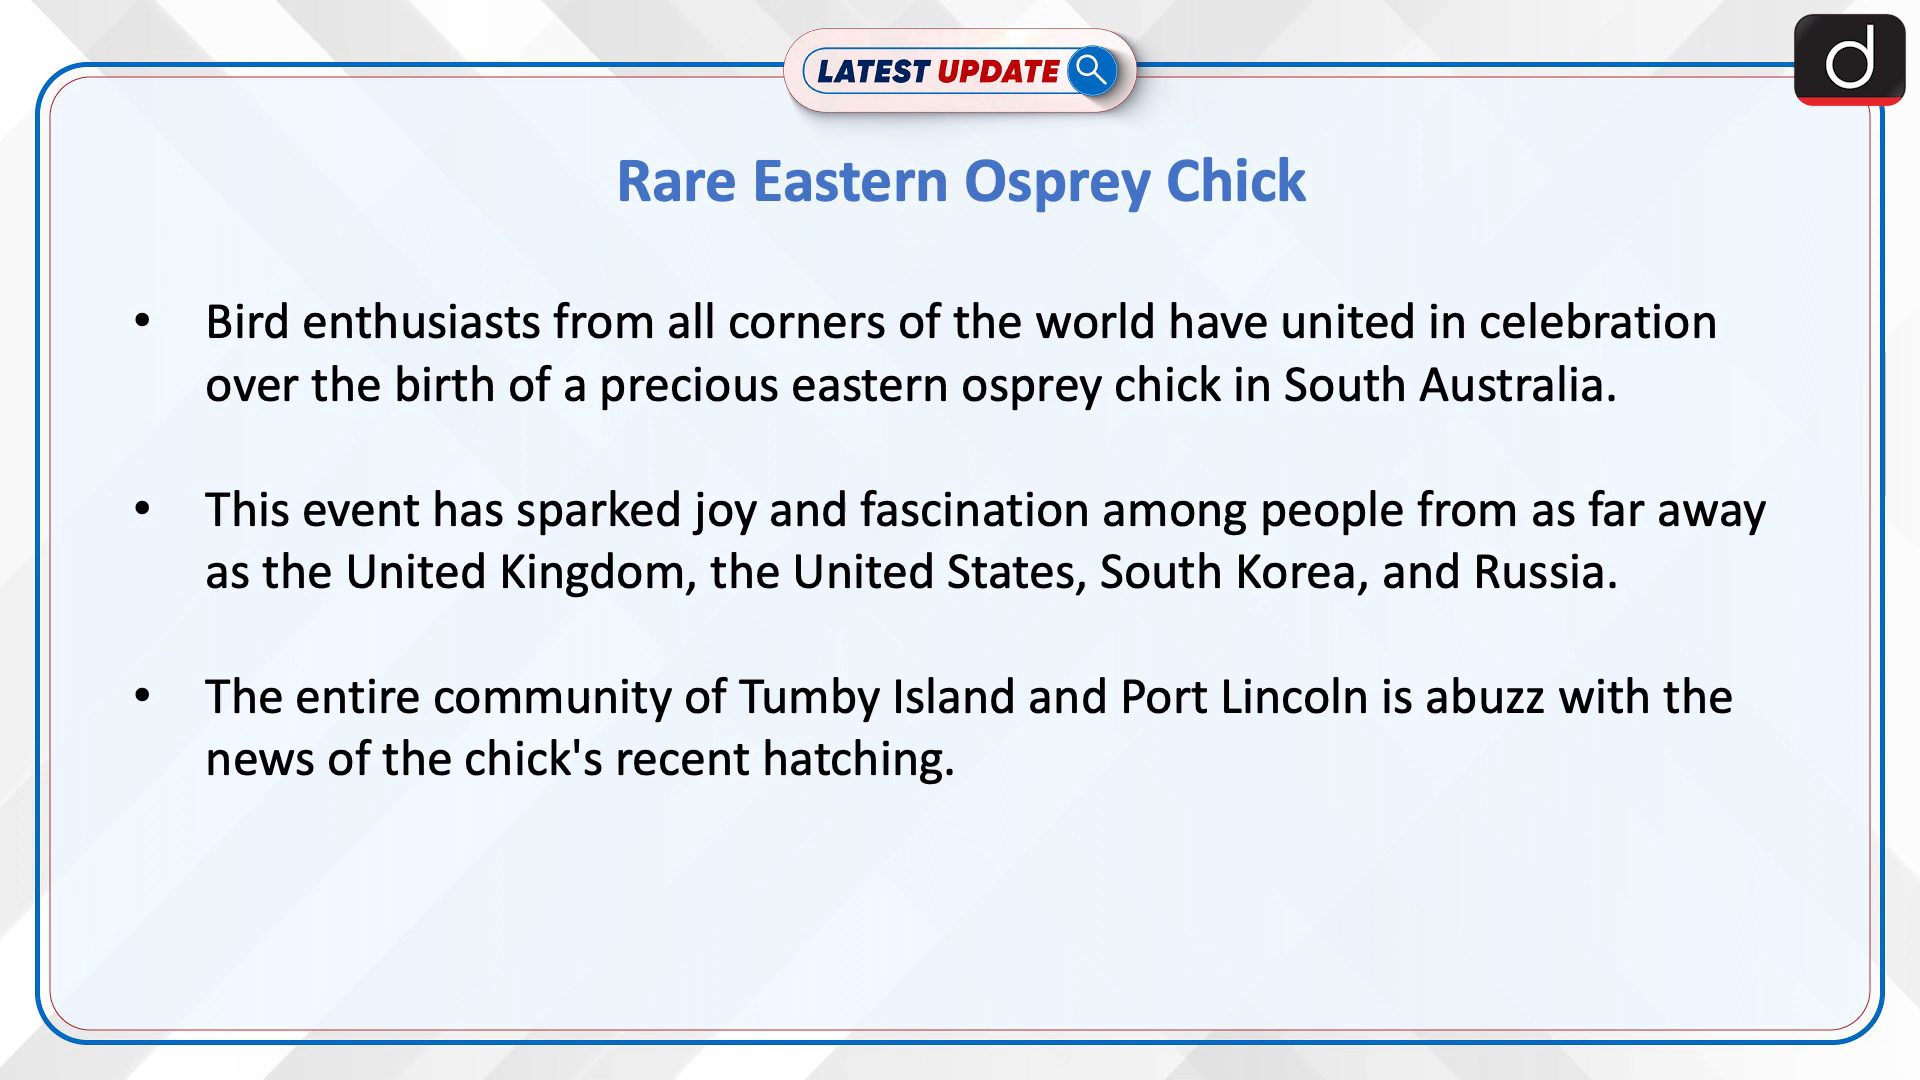 LATEST UPDATE
d
Rare Eastern Osprey Chick
• Bird enthusiasts from all corners of the world have united in celebration
over the birth of a precious eastern osprey chick in South Australia.
• This event has sparked joy and fascination among people from as far away
as the United Kingdom, the United States, South Korea, and Russia.
• The entire community of Tumby Island and Port Lincoln is abuzz with the
news of the chick's recent hatching.